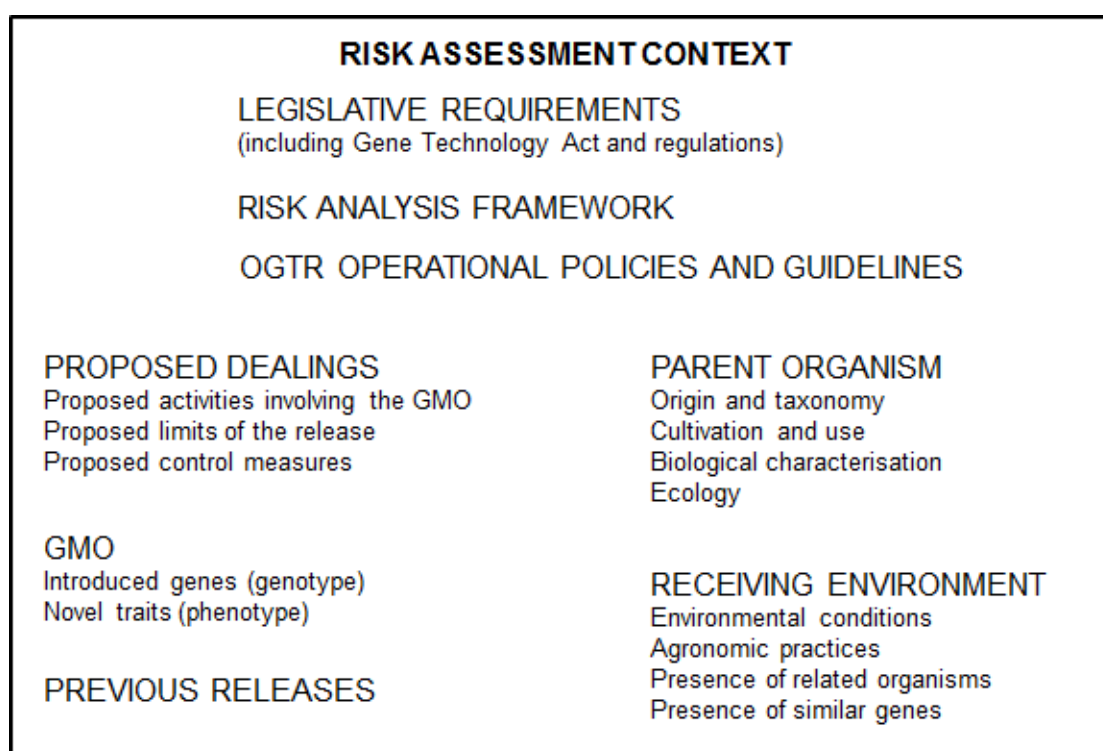 RISK ASSESSMENT CONTEXT
LEGISLATIVE REQUIREMENTS
(including Gene Technology Act and regulations)
RISK ANALYSIS FRAMEWORK
OGTR OPERATIONAL POLICIES AND GUIDELINES
PROPOSED DEALINGS
Proposed activities involving the GMO
Proposed limits of the release
Proposed control measures
PARENT ORGANISM
Origin and taxonomy
Cultivation and use
Biological characterisation
Ecology
GMO
Introduced genes (genotype)
Novel traits (phenotype)
RECEIVING ENVIRONMENT
Environmental conditions
Agronomic practices
Presence of related organisms
Presence of similar genes
PREVIOUS RELEASES